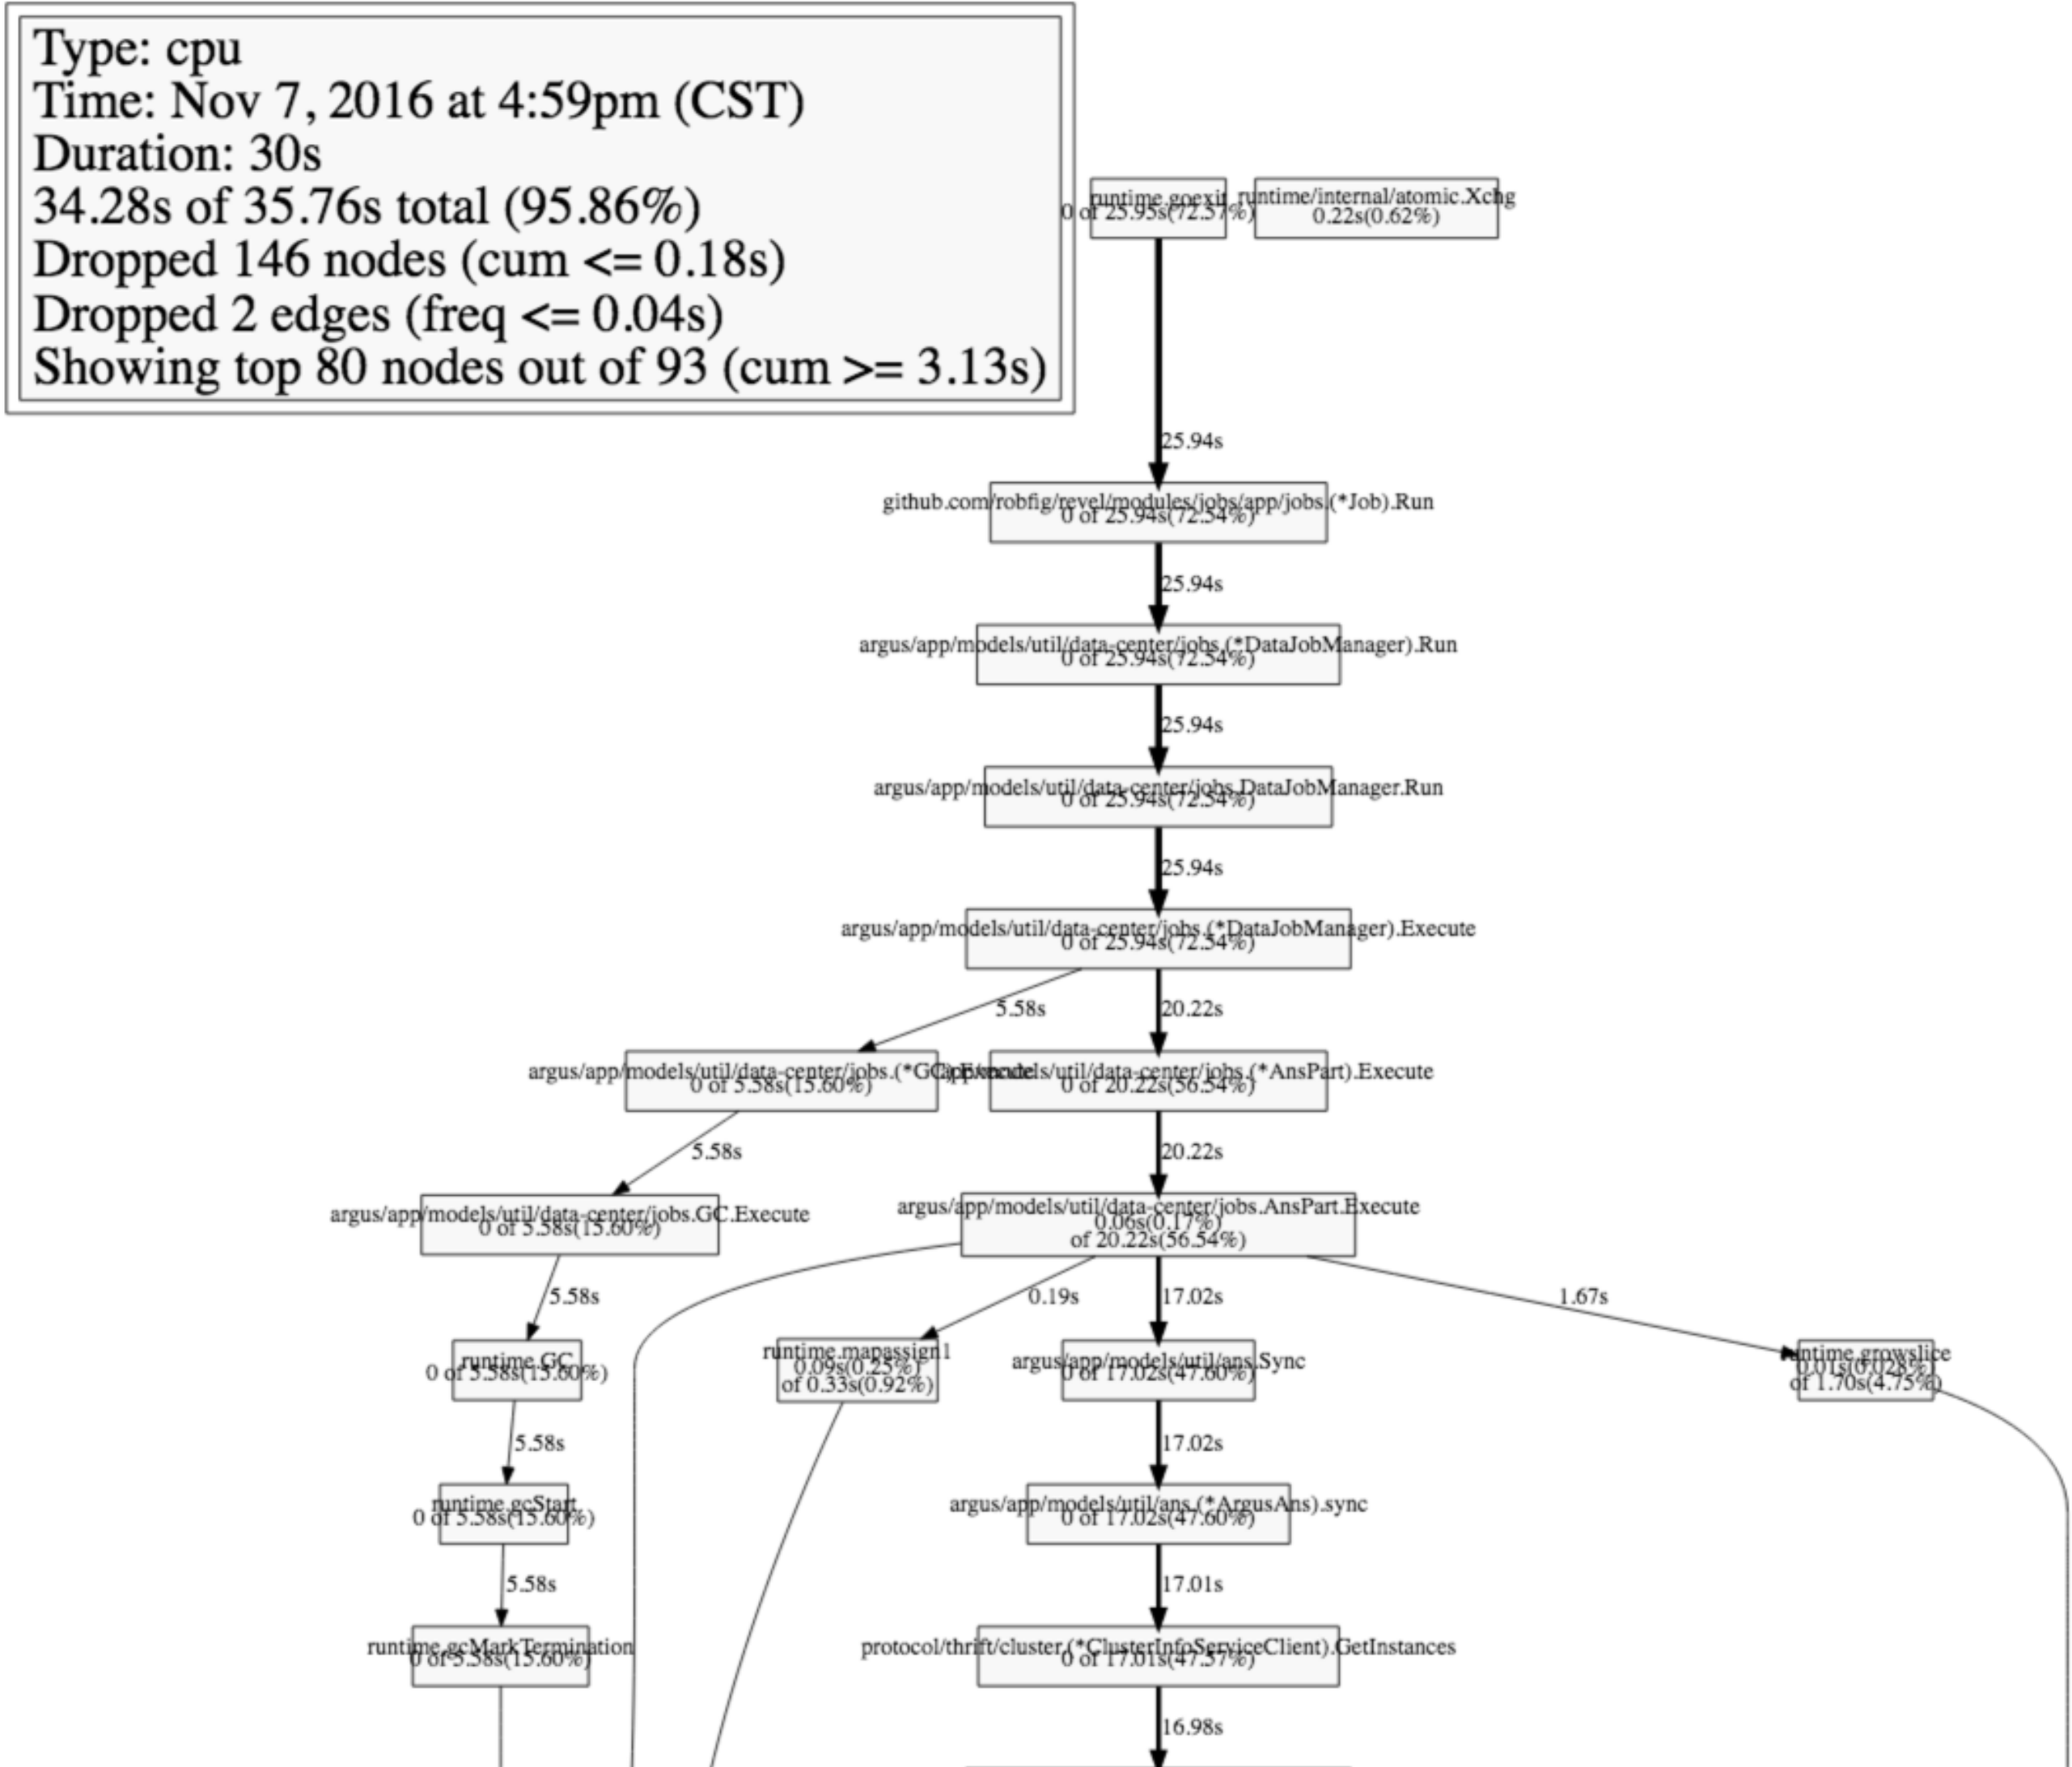 Type: cpu
Time: Nov 7, 2016 at 4:59pm (CST)
Duration: 30s
34.28s of 35.76s total (95.86%)
Dropped 146 nodes (cum <= 0.18s)
Dropped 2 edges (freq <= 0.04s)
Showing top 80 nodes out of 93 (cum >= 3.13s)
runtime.goexit
0 of 25.95s(72.57%)
runtime/internal/atomic.Xchg
0.22s(0.62%)
25.94s
github.com/robfig/revel/modules/jobs/app/jobs.(*Job).Run
0 of 25.94s(72.54%)
25.94s
argus/app/models/util/data-center/jobs.(*DataJobManager).Run
0 of 25.94s(72.54%)
25.94s
argus/app/models/util/data-center/jobs.DataJobManager.Run
0 of 25.94s(72.54%)
25.94s
argus/app/models/util/data-center/jobs.(*DataJobManager).Execute
0 of 25.94s(72.54%)
5.58s
20.22s
argus/app/models/util/data-center/jobs.(*GC).Execute
0 of 5.58s(15.60%)
app/models/util/data-center/jobs.(*AnsPart).Execute
0 of 20.22s(56.54%)
5.58s
20.22s
argus/app/models/util/data-center/jobs.GC.Execute
0 of 5.58s(15.60%)
argus/app/models/util/data-center/jobs.AnsPart.Execute
0.06s(0.17%)
of 20.22s(56.54%)
5.58s
0.19s
17.02s
1.67s
runtime.GC
0 of 5.58s(15.60%)
runtime.mapassign1
0.09s(0.25%)
of 0.33s(0.92%)
argus/app/models/util/ans.Sync
0 of 17.02s(47.60%)
runtime.growslice
0.01s(0.028%)
of 1.70s(4.75%)
5.58s
17.02s
runtime.gcStart
0 of 5.58s(15.60%)
argus/app/models/util/ans.(*ArgusAns).sync
0 of 17.02s(47.60%)
5.58s
17.01s
runtime.gcMarkTermination
0 of 5.58s(15.60%)
protocol/thrift/cluster.(*ClusterInfoServiceClient).GetInstances
0 of 17.01s(47.57%)
16.98s